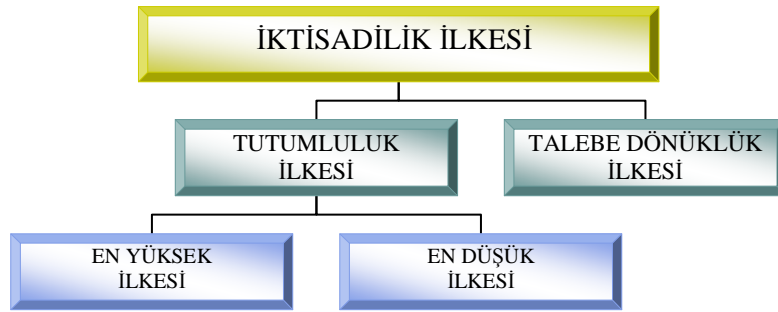 İKTİSADİLİK İLKESİ
TUTUMLULUK
İLKESİ
TALEBE DÖNÜKLÜK
İLKESİ
EN YÜKSEK
İLKESİ
EN DÜŞÜK
İLKESİ